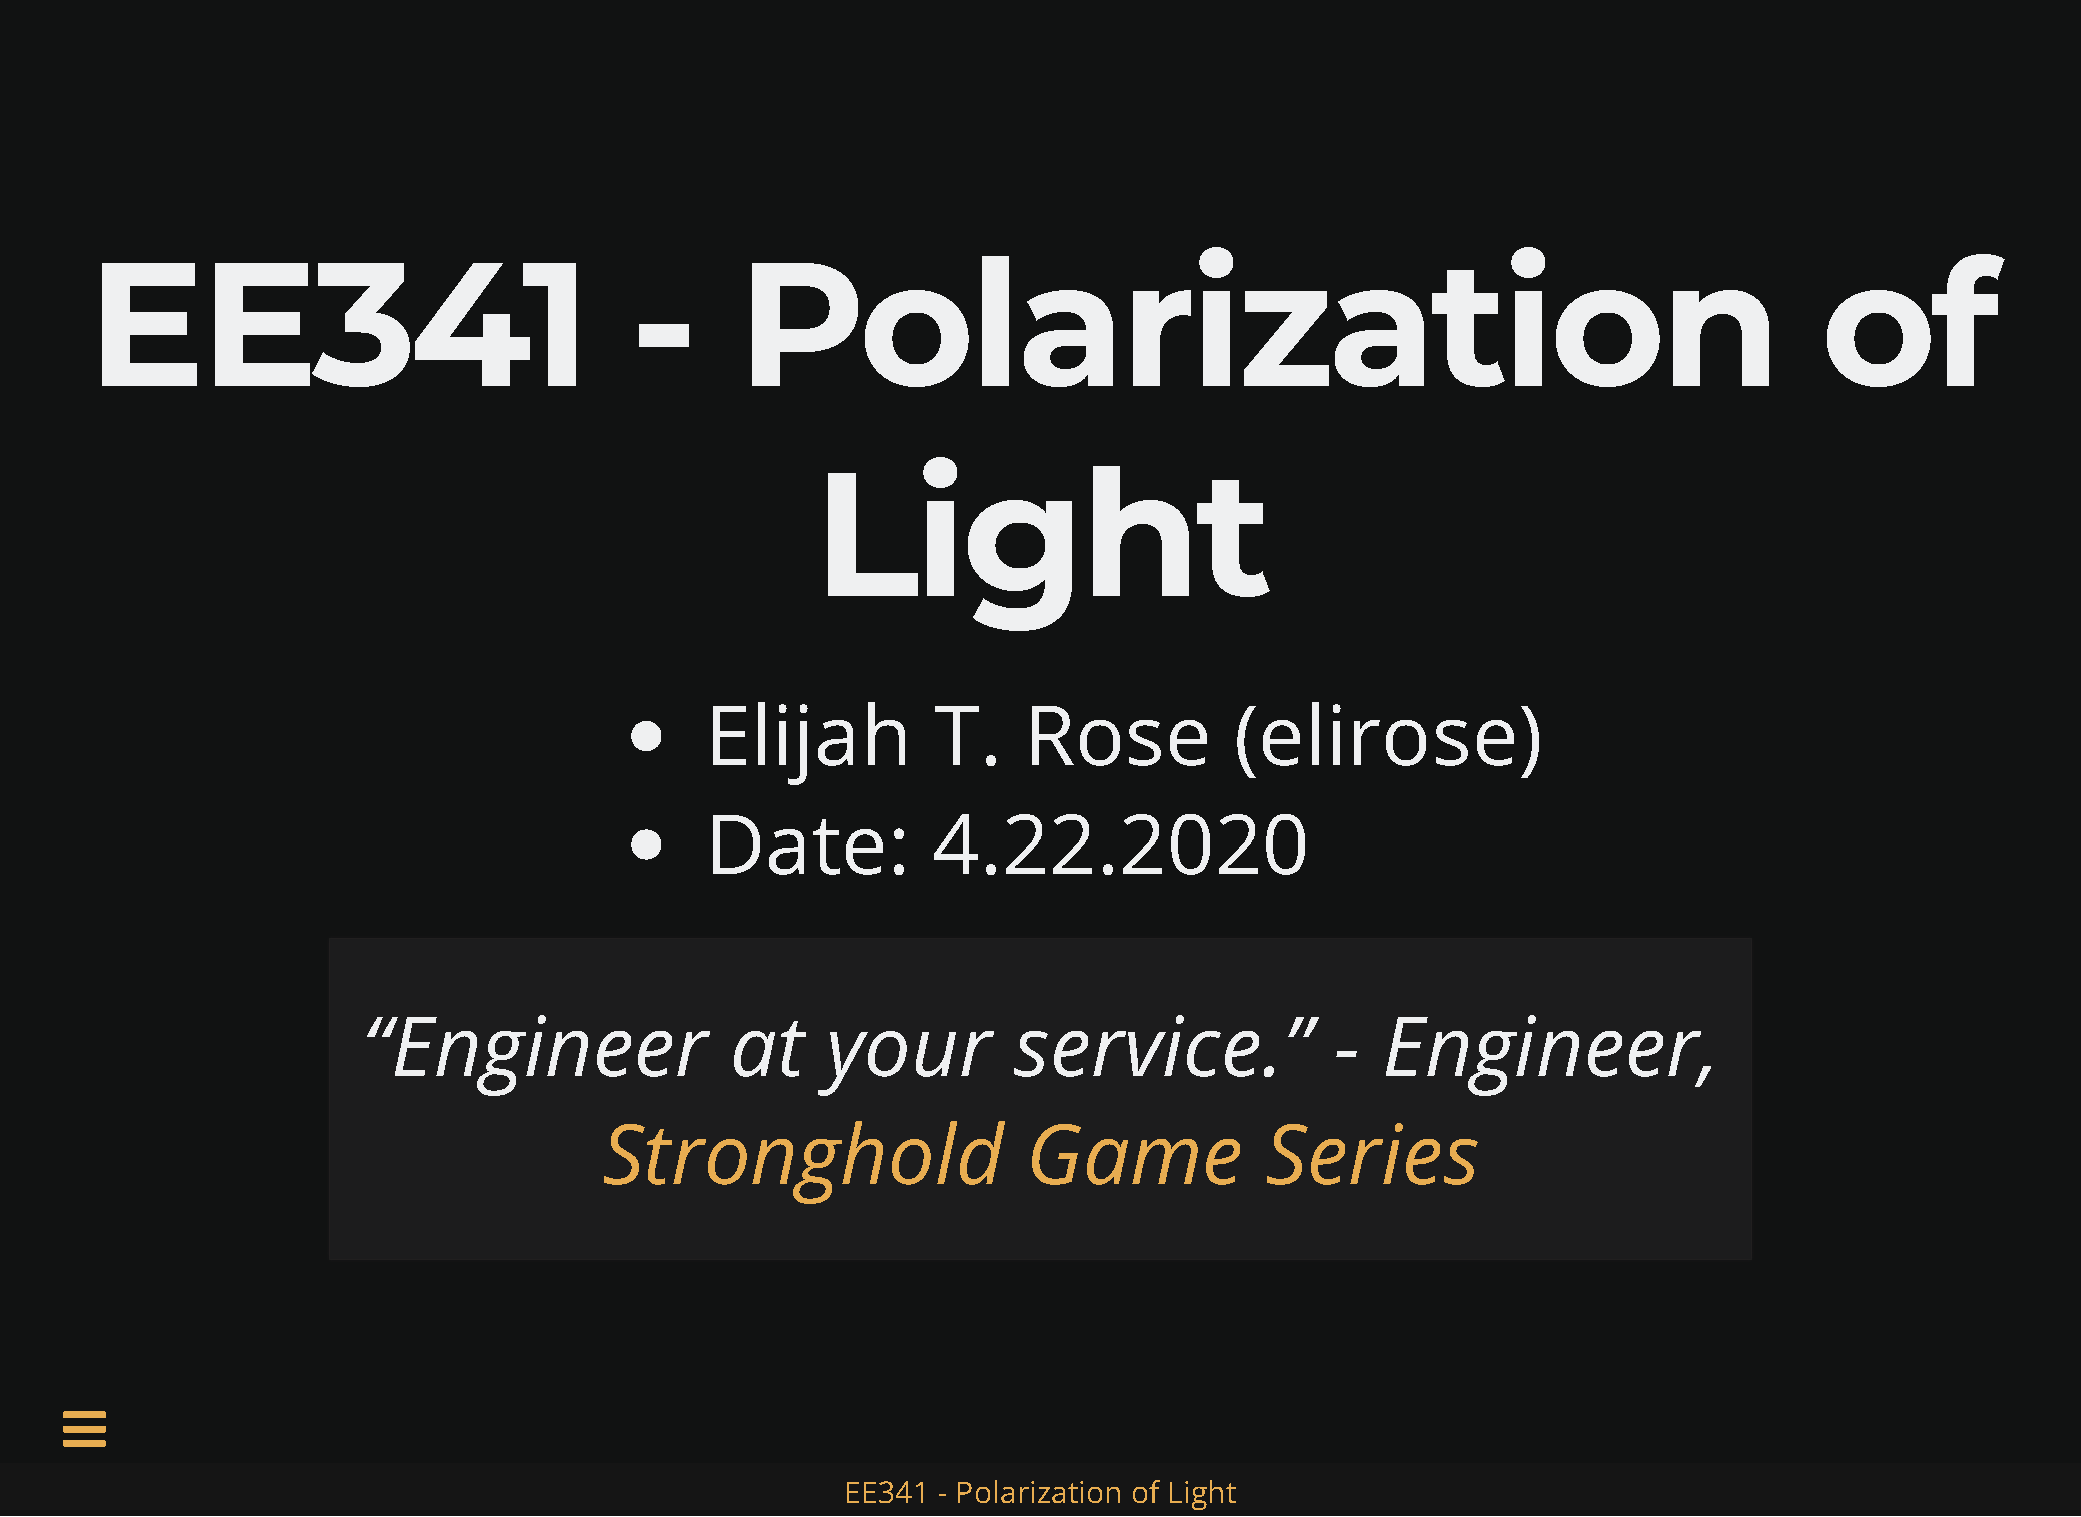 EE341 - Polarization of
Light
• Elijah T. Rose (elirose)
• Date: 4.22.2020
“Engineer at your service.” - Engineer,
Stronghold Game Series
EE341 - Polarization of Light